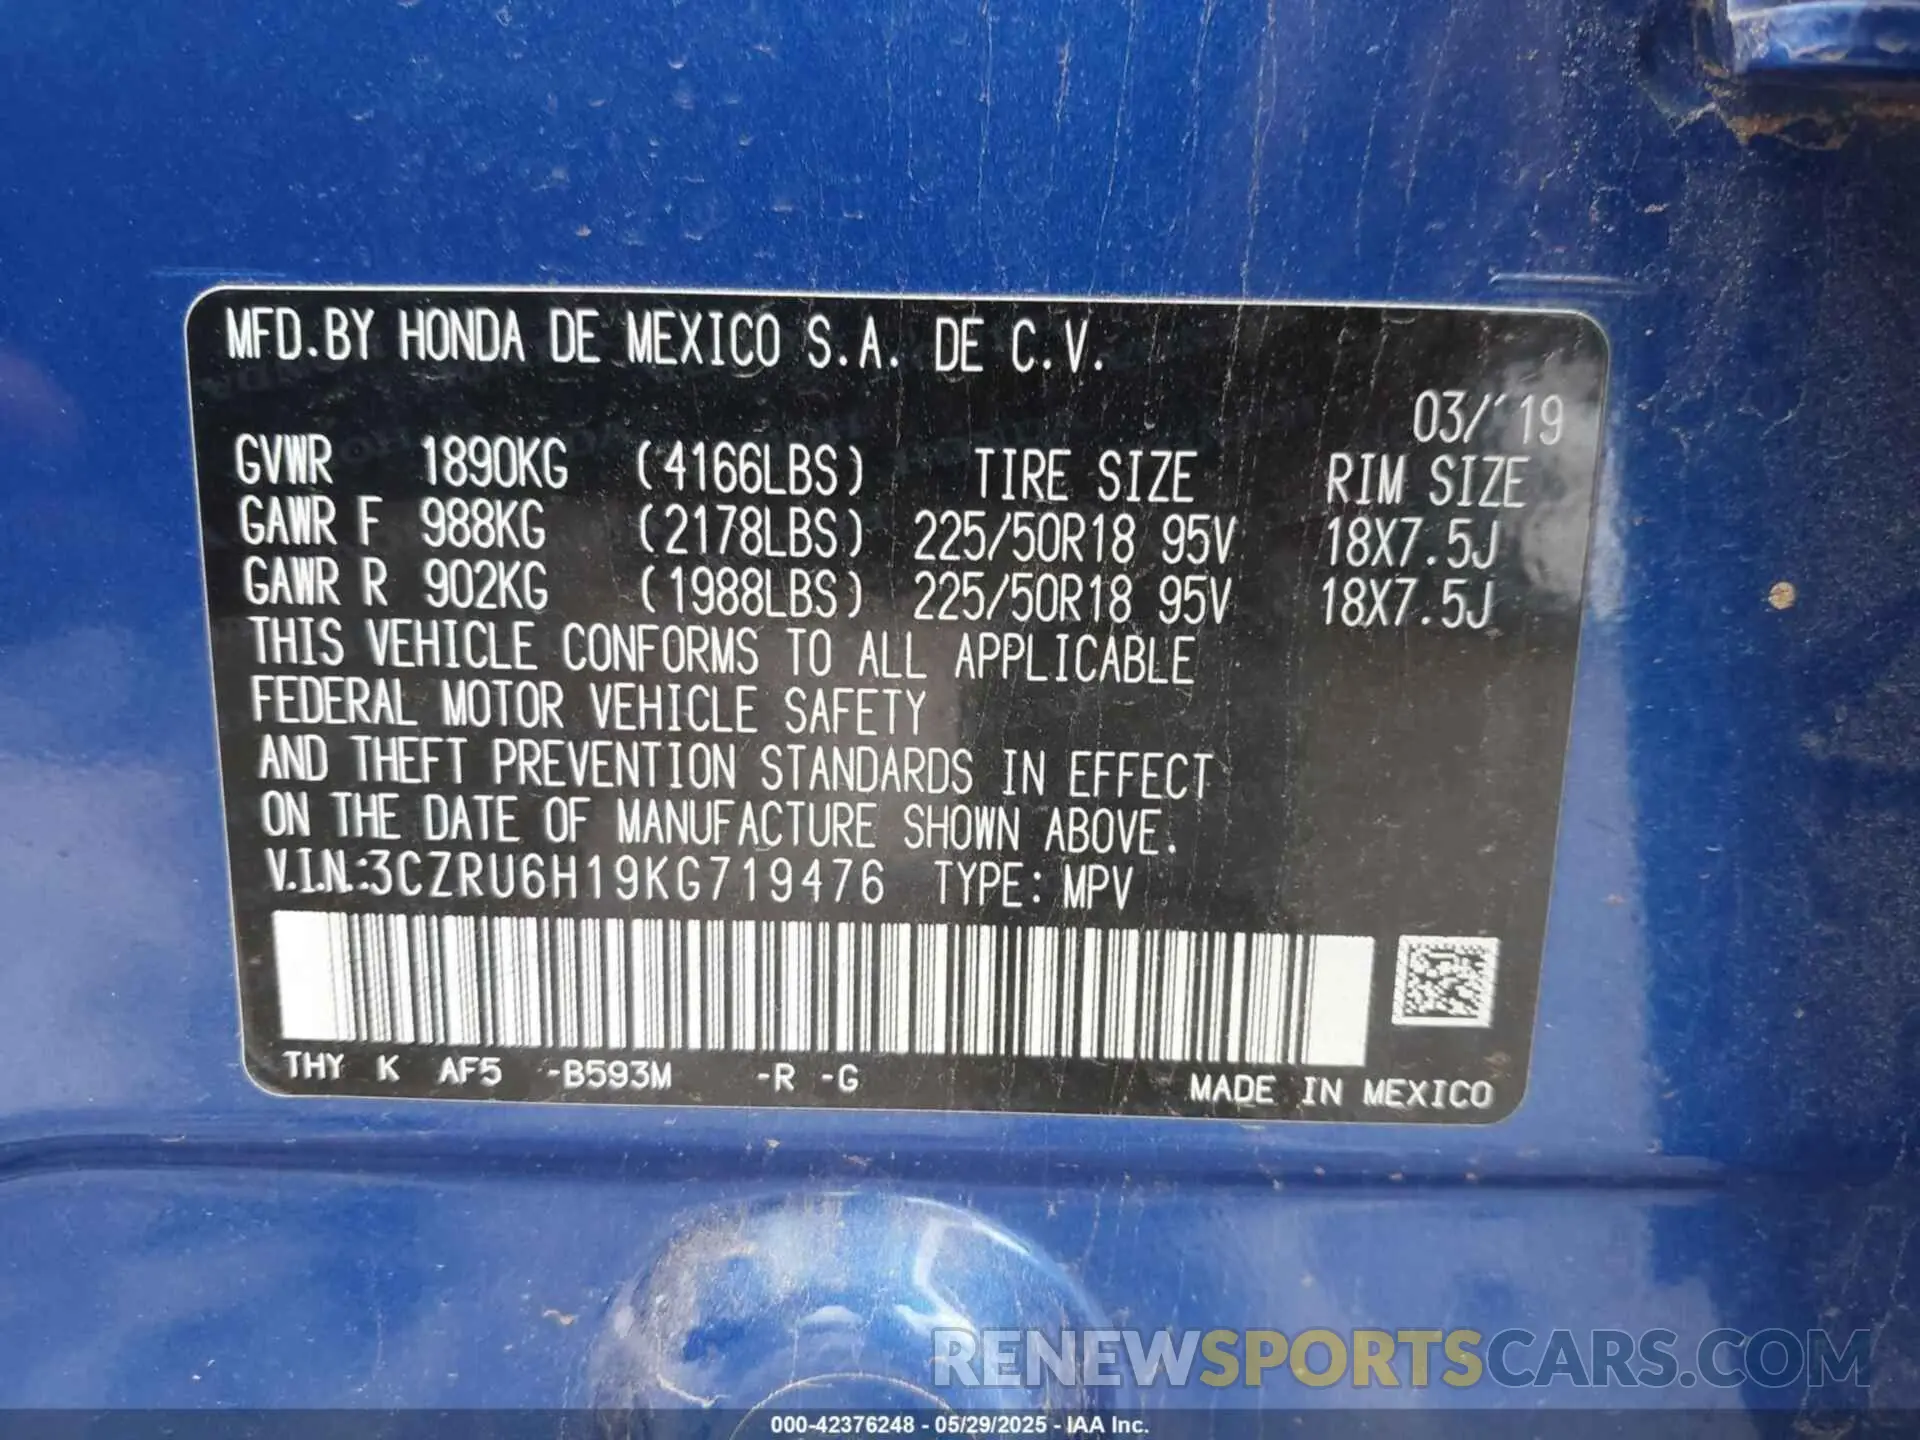 MFD.BY HONDA DE MEXICO S.A. DE C.V.
03/'19
GVWR 1890KG (4166LBS) TIRE SIZE RIM SIZE
GAWR F 988KG (2178LBS) 225/50R18 95V 18X7.5J
GAWR R 902KG (1988LBS) 225/50R18 95V 18X7.5J
THIS VEHICLE CONFORMS TO ALL APPLICABLE
FEDERAL MOTOR VEHICLE SAFETY
AND THEFT PREVENTION STANDARDS IN EFFECT
ON THE DATE OF MANUFACTURE SHOWN ABOVE.
V.I.N.:3CZRU6H19KG719476 TYPE: MPV
THY K AF5 -B593M -R -G
MADE IN MEXICO
RENEWSPORTSCARS.COM
000-42376248 - 05/29/2025 - IAA Inc.